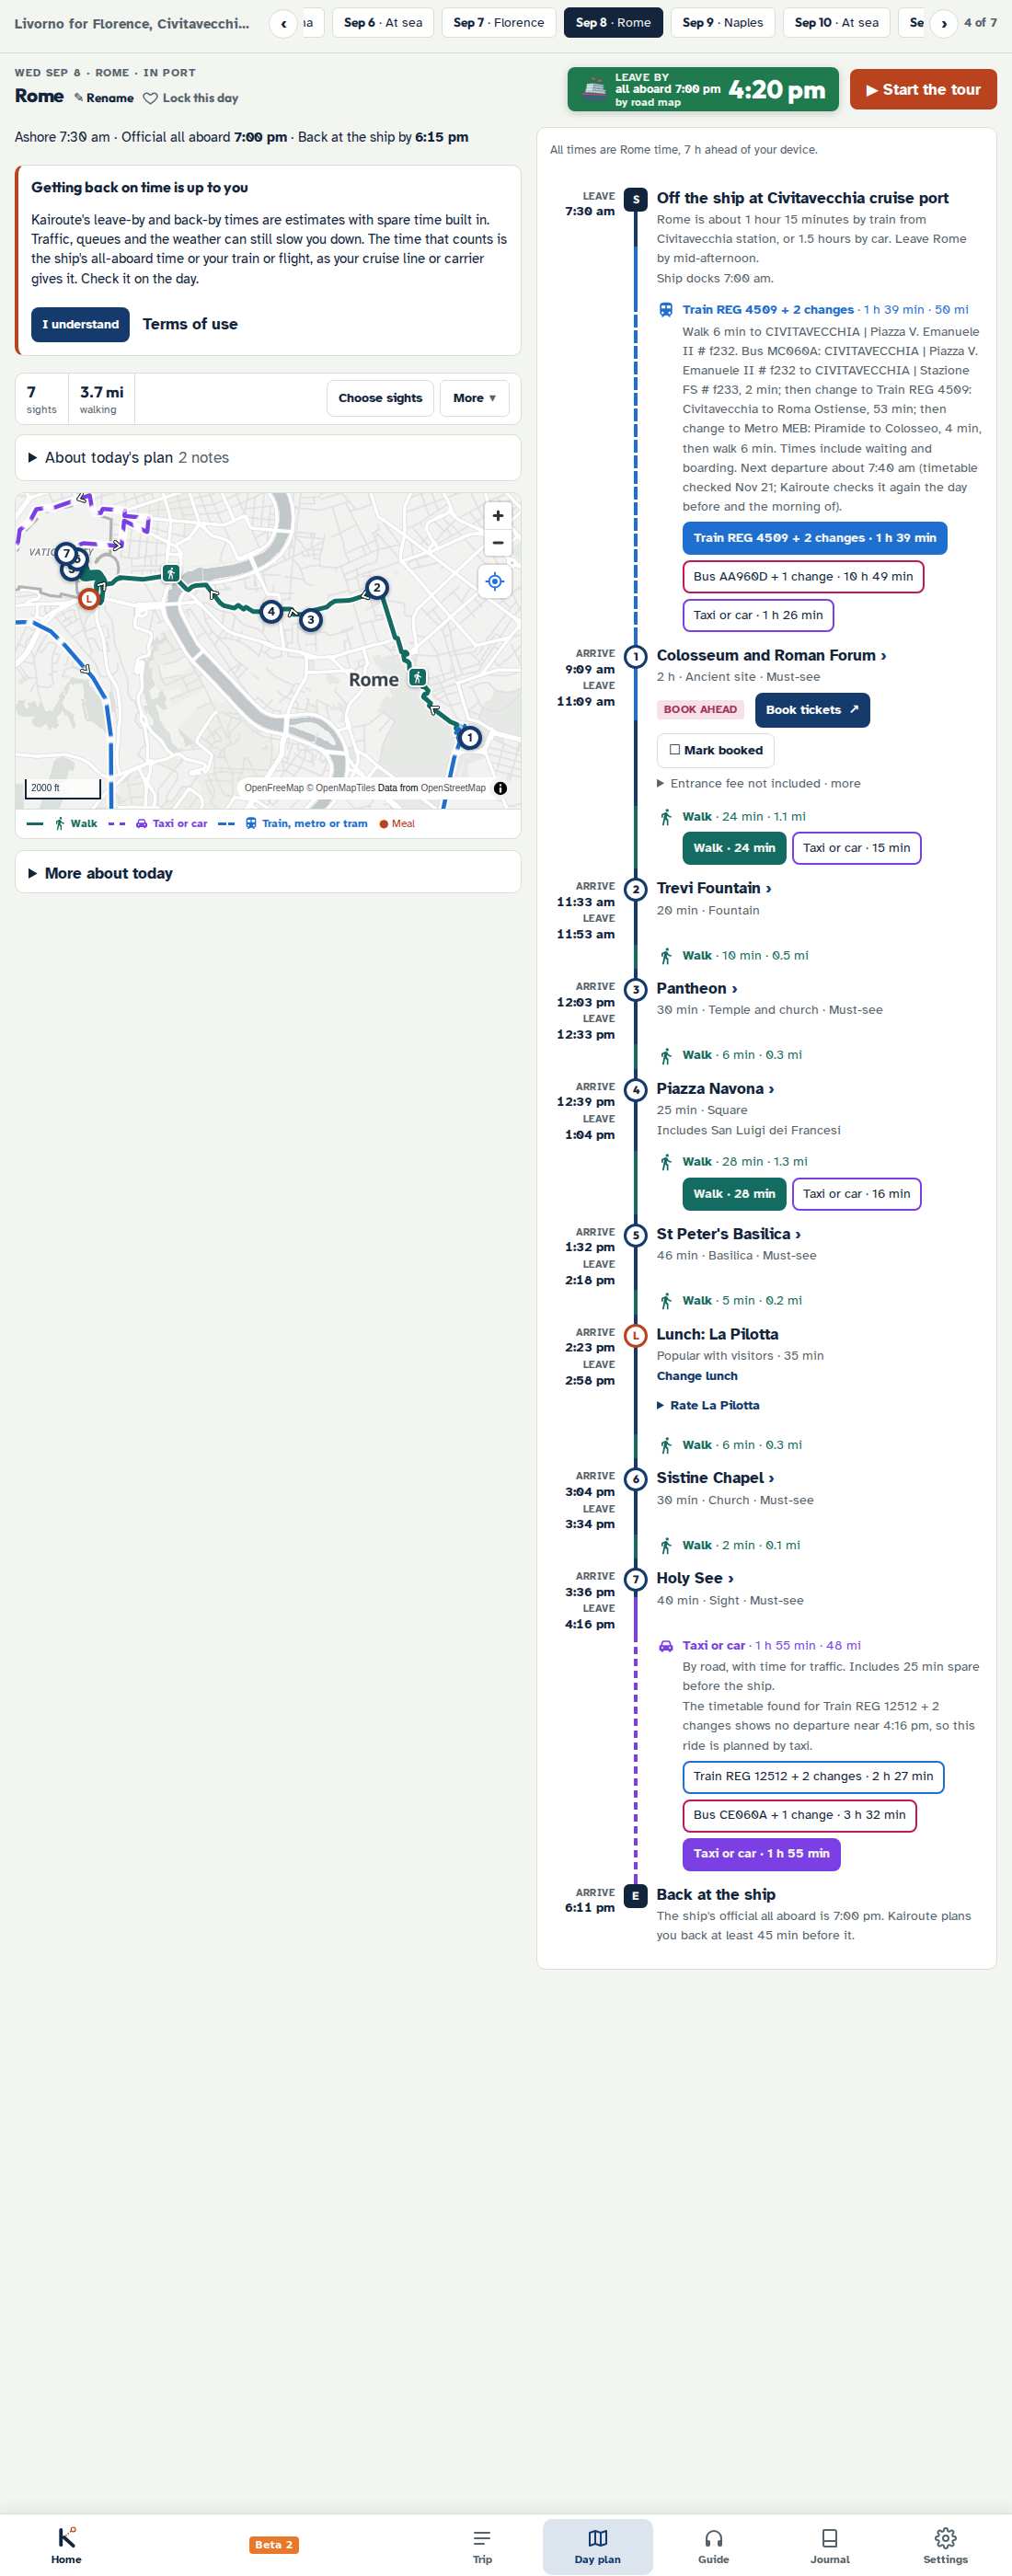 Livorno for Florence, Civitavecchi...
‹
na
Sep 6 · At sea
Sep 7 · Florence
Sep 8 · Rome
Sep 9 · Naples
Sep 10 · At sea
Se
›
4 of 7
WED SEP 8 · ROME · IN PORT
Rome
✎ Rename
Lock this day
LEAVE BY
all aboard 7:00 pm
by road map
4:20 pm
▶ Start the tour
Ashore 7:30 am · Official all aboard 7:00 pm · Back at the ship by 6:15 pm
Getting back on time is up to you
Kairoute's leave-by and back-by times are estimates with spare time built in.
Traffic, queues and the weather can still slow you down. The time that counts is
the ship's all-aboard time or your train or flight, as your cruise line or carrier
gives it. Check it on the day.
I understand
Terms of use
7
sights
3.7 mi
walking
Choose sights
More ▼
▶ About today's plan 2 notes
7
L
4
3
2
1
Rome
+
−
2000 ft
OpenFreeMap © OpenMapTiles Data from OpenStreetMap
Walk
Taxi or car
Train, metro or tram
Meal
▶ More about today
All times are Rome time, 7 h ahead of your device.
LEAVE
7:30 am
S
Off the ship at Civitavecchia cruise port
Rome is about 1 hour 15 minutes by train from
Civitavecchia station, or 1.5 hours by car. Leave Rome
by mid-afternoon.
Ship docks 7:00 am.
Train REG 4509 + 2 changes · 1 h 39 min · 50 mi
Walk 6 min to CIVITAVECCHIA | Piazza V. Emanuele
II # f232. Bus MC060A: CIVITAVECCHIA | Piazza V.
Emanuele II # f232 to CIVITAVECCHIA | Stazione
FS # f233, 2 min; then change to Train REG 4509:
Civitavecchia to Roma Ostiense, 53 min; then
change to Metro MEB: Piramide to Colosseo, 4 min,
then walk 6 min. Times include waiting and
boarding. Next departure about 7:40 am (timetable
checked Nov 21; Kairoute checks it again the day
before and the morning of).
Train REG 4509 + 2 changes · 1 h 39 min
Bus AA960D + 1 change · 10 h 49 min
Taxi or car · 1 h 26 min
ARRIVE
9:09 am
LEAVE
11:09 am
1
Colosseum and Roman Forum ›
2 h · Ancient site · Must-see
BOOK AHEAD
Book tickets ↗
☐ Mark booked
▶ Entrance fee not included · more
Walk · 24 min · 1.1 mi
Walk · 24 min
Taxi or car · 15 min
ARRIVE
11:33 am
LEAVE
11:53 am
2
Trevi Fountain ›
20 min · Fountain
Walk · 10 min · 0.5 mi
ARRIVE
12:03 pm
LEAVE
12:33 pm
3
Pantheon ›
30 min · Temple and church · Must-see
Walk · 6 min · 0.3 mi
ARRIVE
12:39 pm
LEAVE
1:04 pm
4
Piazza Navona ›
25 min · Square
Includes San Luigi dei Francesi
Walk · 28 min · 1.3 mi
Walk · 28 min
Taxi or car · 16 min
ARRIVE
1:32 pm
LEAVE
2:18 pm
5
St Peter's Basilica ›
46 min · Basilica · Must-see
Walk · 5 min · 0.2 mi
ARRIVE
2:23 pm
LEAVE
2:58 pm
L
Lunch: La Pilotta
Popular with visitors · 35 min
Change lunch
▶ Rate La Pilotta
Walk · 6 min · 0.3 mi
ARRIVE
3:04 pm
LEAVE
3:34 pm
6
Sistine Chapel ›
30 min · Church · Must-see
Walk · 2 min · 0.1 mi
ARRIVE
3:36 pm
LEAVE
4:16 pm
7
Holy See ›
40 min · Sight · Must-see
Taxi or car · 1 h 55 min · 48 mi
By road, with time for traffic. Includes 25 min spare
before the ship.
The timetable found for Train REG 12512 + 2
changes shows no departure near 4:16 pm, so this
ride is planned by taxi.
Train REG 12512 + 2 changes · 2 h 27 min
Bus CE060A + 1 change · 3 h 32 min
Taxi or car · 1 h 55 min
ARRIVE
6:11 pm
E
Back at the ship
The ship's official all aboard is 7:00 pm. Kairoute plans
you back at least 45 min before it.
Home
Beta 2
Trip
Day plan
Guide
Journal
Settings